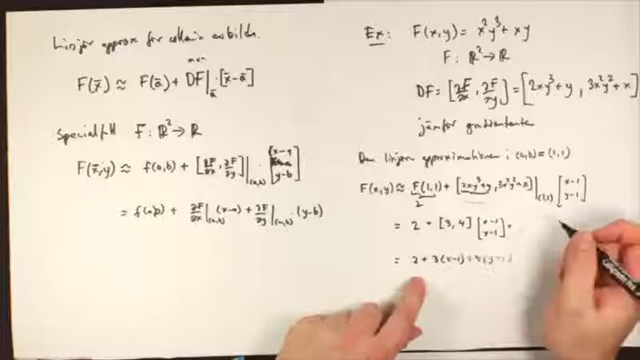 Linjär approx för allmän avbildn.
F(x̄) ≈ F(ā) + DF|_ā · [x̄-ā]
Specialfall F: ℝ² → ℝ
F(x,y) ≈ f(a,b) + [∂F/∂x, ∂F/∂y]|_(a,b) · [x-a y-b]
= f(a,b) + ∂F/∂x|_(a,b) (x-a) + ∂F/∂y|_(a,b) · (y-b)
Ex: F(x,y) = x²y³ + xy
F: ℝ² → ℝ
DF = [∂F/∂x, ∂F/∂y] = [2xy³+y, 3x²y²+x]
jämför gradienten
Den linjära approximationen i (a,b) = (1,1)
F(x,y) ≈ F(1,1) + [2xy³+y, 3x²y²+x]|_(1,1) [x-1 y-1]
2
= 2 + [3,4] [x-1 y-1]
= 2 + 3(x-1) + 4(y-1)